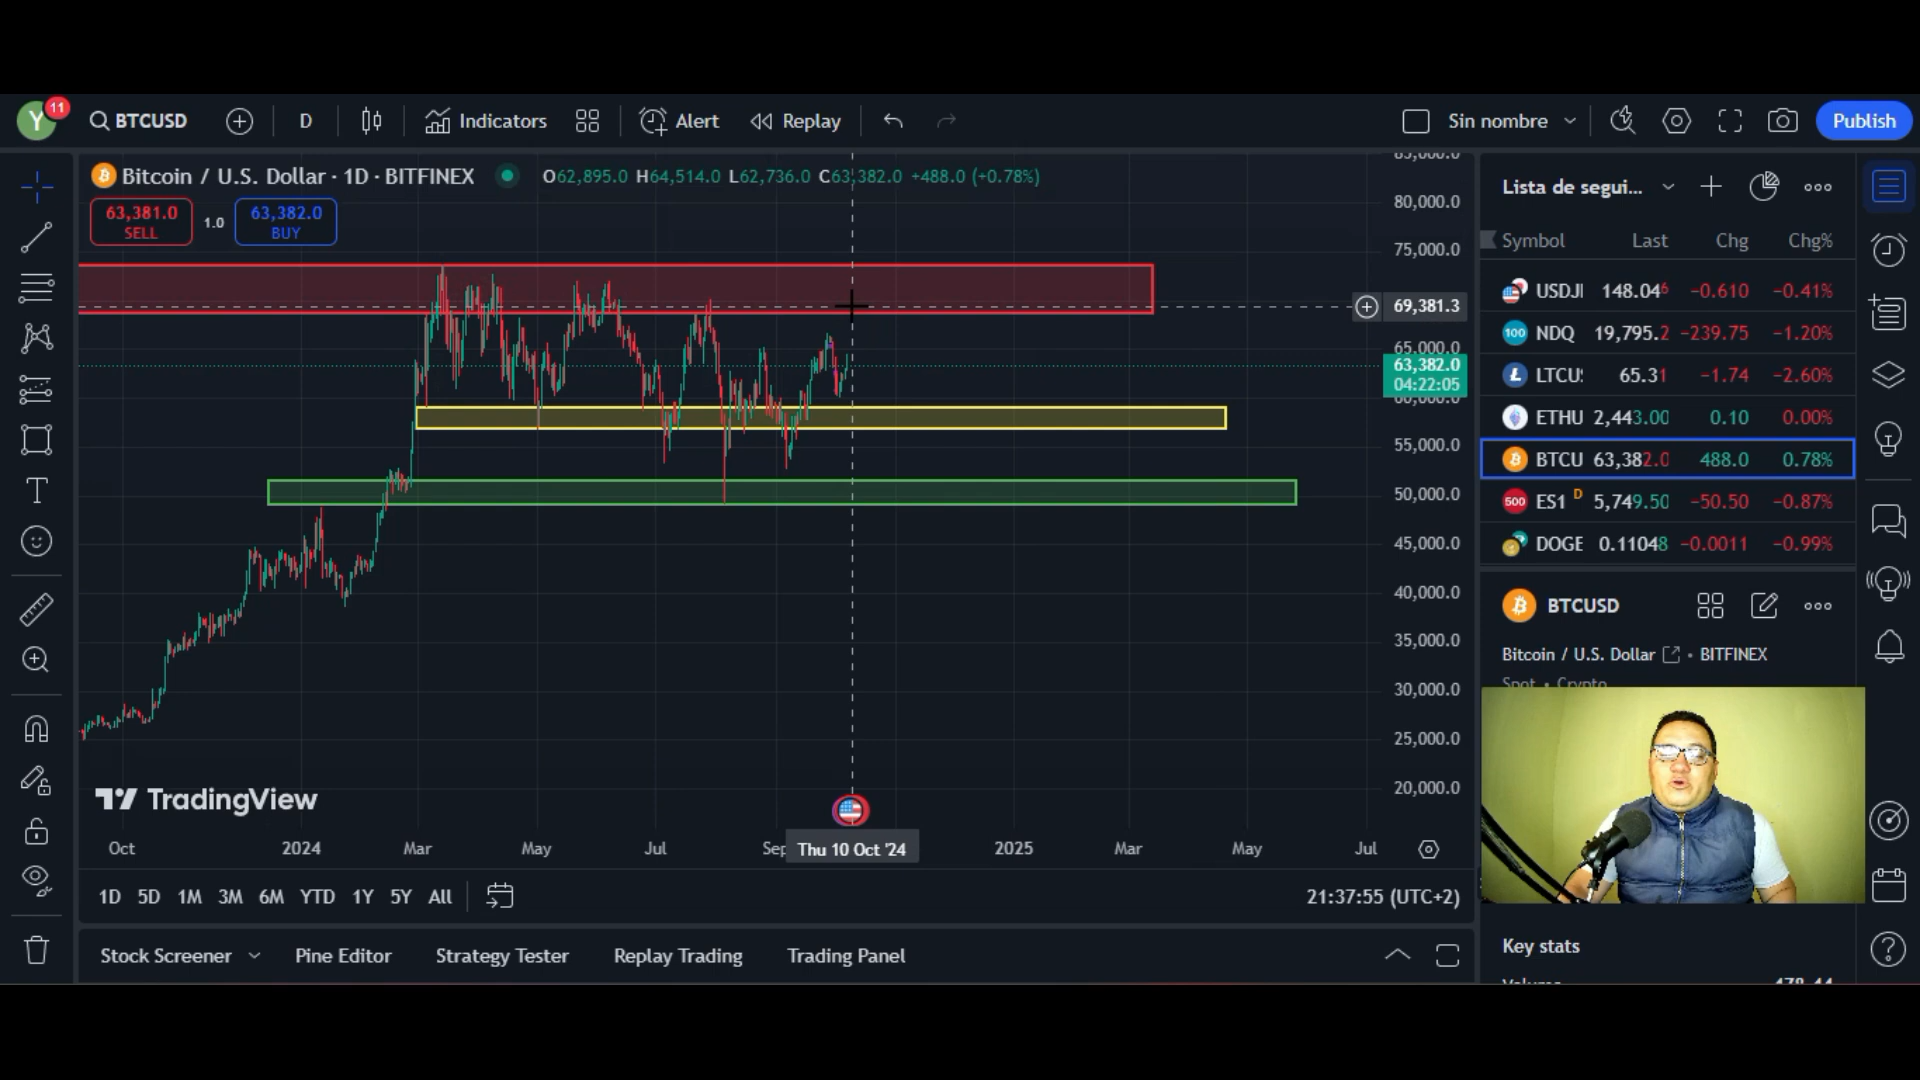 Y 11 BTCUSD D Indicators Alert Replay Sin nombre Publish
Bitcoin / U.S. Dollar · 1D · BITFINEX O62,895.0 H64,514.0 L62,736.0 C63,382.0 +488.0 (+0.78%)
63,381.0 SELL 1.0 63,382.0 BUY
85,000.0
80,000.0
75,000.0
69,381.3
65,000.0
63,382.0
04:22:05
60,000.0
55,000.0
50,000.0
45,000.0
40,000.0
35,000.0
30,000.0
25,000.0
20,000.0
TradingView
Oct 2024 Mar May Jul Sep Thu 10 Oct '24 2025 Mar May Jul
1D 5D 1M 3M 6M YTD 1Y 5Y All 21:37:55 (UTC+2)
Stock Screener Pine Editor Strategy Tester Replay Trading Trading Panel
Lista de segui...
Symbol Last Chg Chg%
USDJ 148.046 −0.610 −0.41%
100 NDQ 19,795.2 −239.75 −1.20%
LTCU 65.31 −1.74 −2.60%
ETHU 2,443.00 0.10 0.00%
BTCU 63,382.0 488.0 0.78%
500 ES1 D 5,749.50 −50.50 −0.87%
DOGE 0.11048 −0.0011 −0.99%
BTCUSD
Bitcoin / U.S. Dollar • BITFINEX
Spot • Crypto
Key stats
Volume 478.44